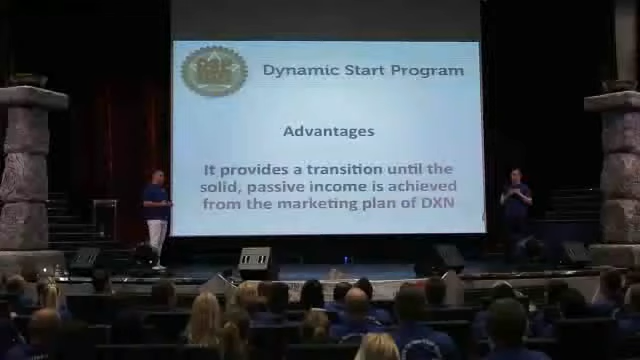 Dynamic Start Program
Advantages
It provides a transition until the
solid, passive income is achieved
from the marketing plan of DXN